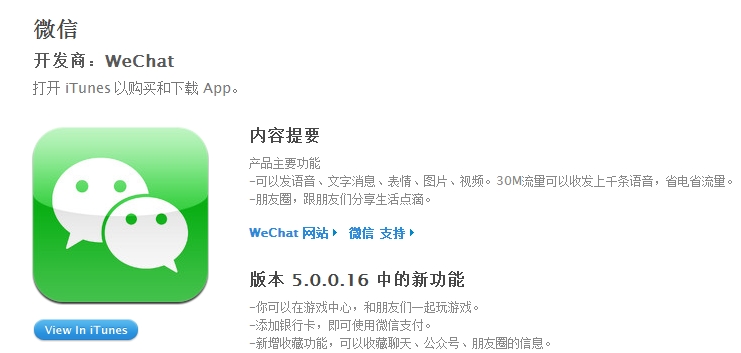 微信
开发商：WeChat
打开 iTunes 以购买和下载 App。
内容提要
产品主要功能
-可以发语音、文字消息、表情、图片、视频。30M流量可以收发上千条语音，省电省流量。
-朋友圈，跟朋友们分享生活点滴。
WeChat 网站 微信 支持
版本 5.0.0.16 中的新功能
-你可以在游戏中心，和朋友们一起玩游戏。
-添加银行卡，即可使用微信支付。
-新增收藏功能，可以收藏聊天、公众号、朋友圈的信息。
View In iTunes